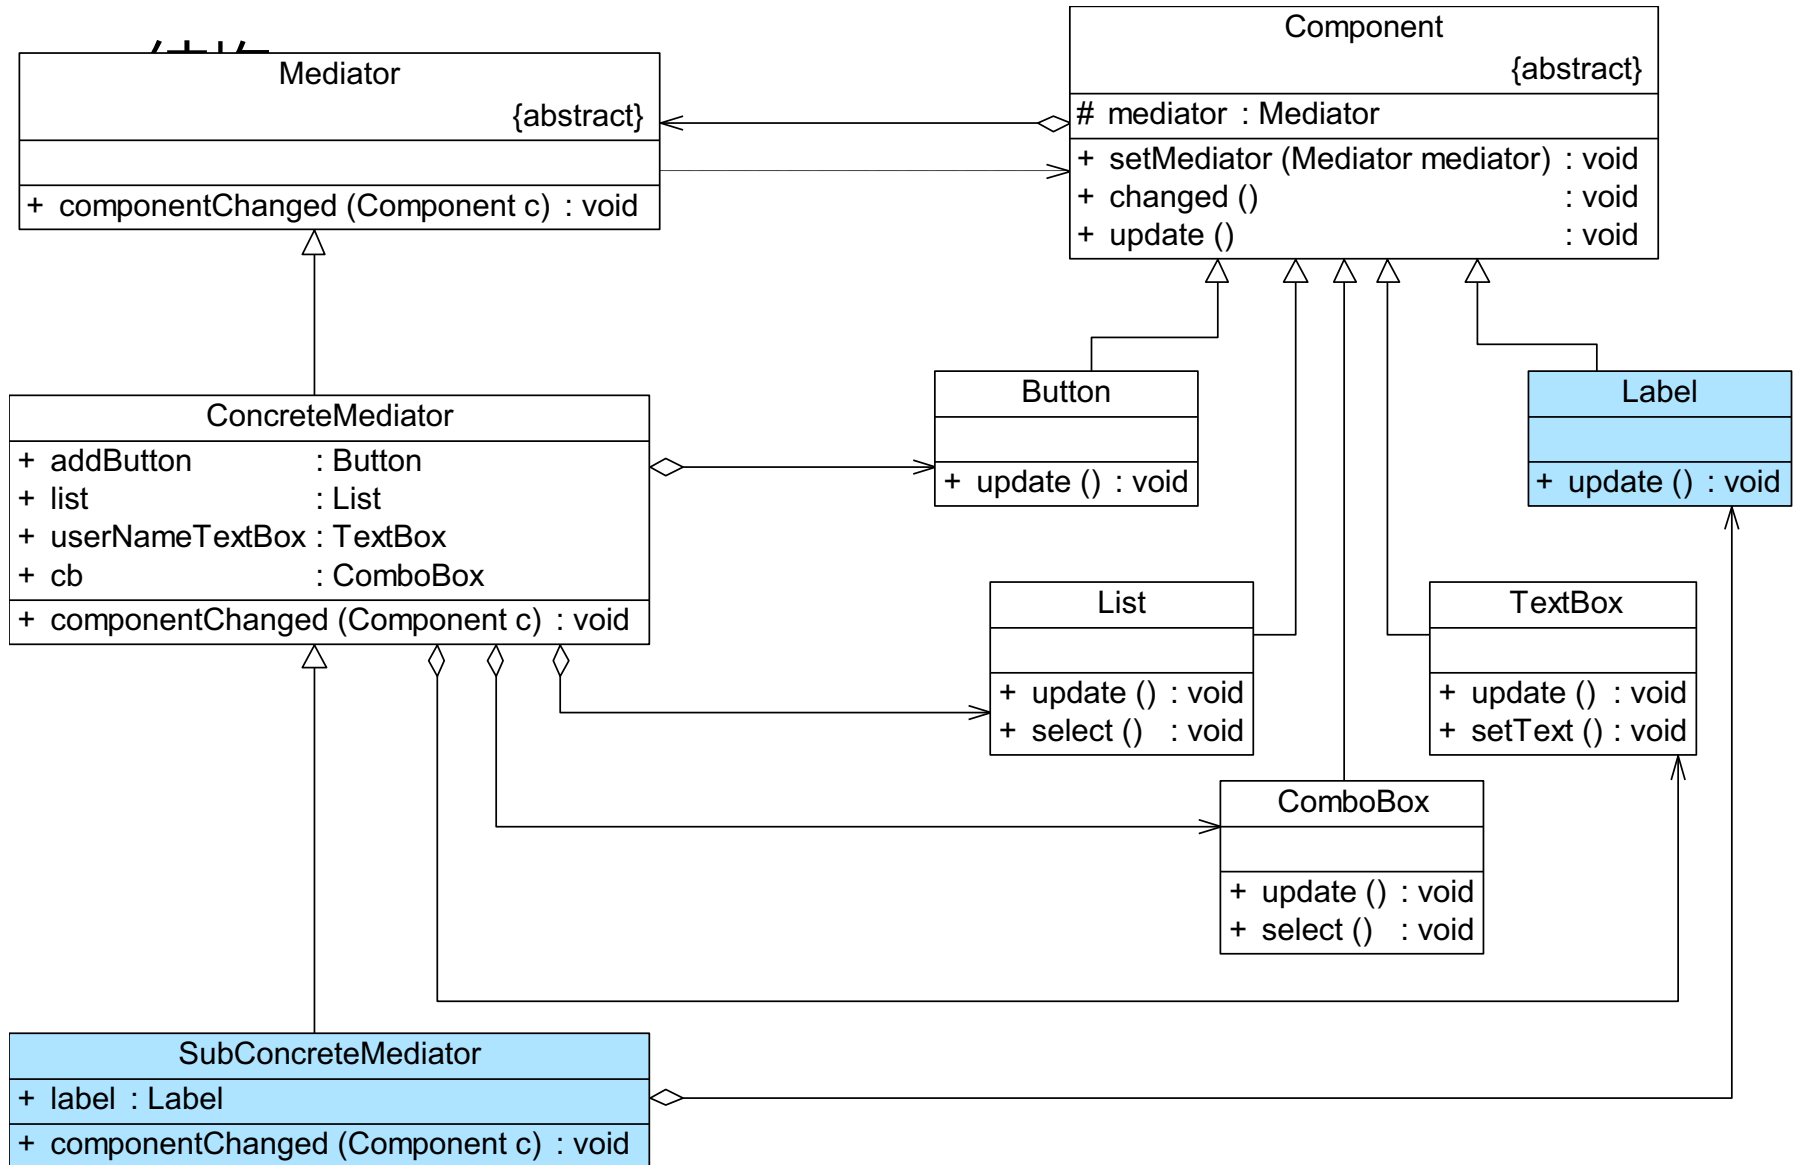 Mediator
{abstract}
+ componentChanged (Component c) : void
Component
{abstract}
# mediator : Mediator
+ setMediator (Mediator mediator) : void
+ changed () : void
+ update () : void
ConcreteMediator
+ addButton : Button
+ list : List
+ userNameTextBox : TextBox
+ cb : ComboBox
+ componentChanged (Component c) : void
Button
+ update () : void
Label
+ update () : void
List
+ update () : void
+ select () : void
TextBox
+ update () : void
+ setText () : void
ComboBox
+ update () : void
+ select () : void
SubConcreteMediator
+ label : Label
+ componentChanged (Component c) : void